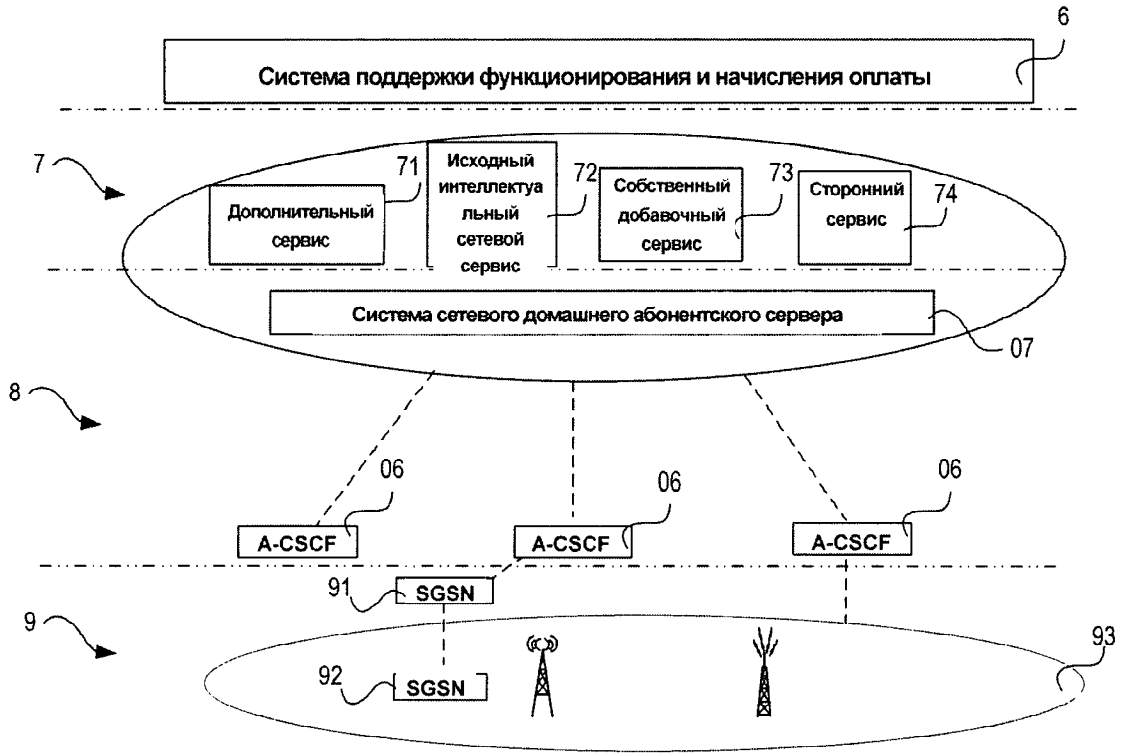 6
Система поддержки функционирования и начисления оплаты
7
71
Дополнительный
сервис
Исходный
интеллектуа
льный
сетевой
сервис
72
Собственный
добавочный
сервис
73
Сторонний
сервис
74
Система сетевого домашнего абонентского сервера
07
8
06
A-CSCF
06
A-CSCF
06
A-CSCF
91
SGSN
9
92
SGSN
93